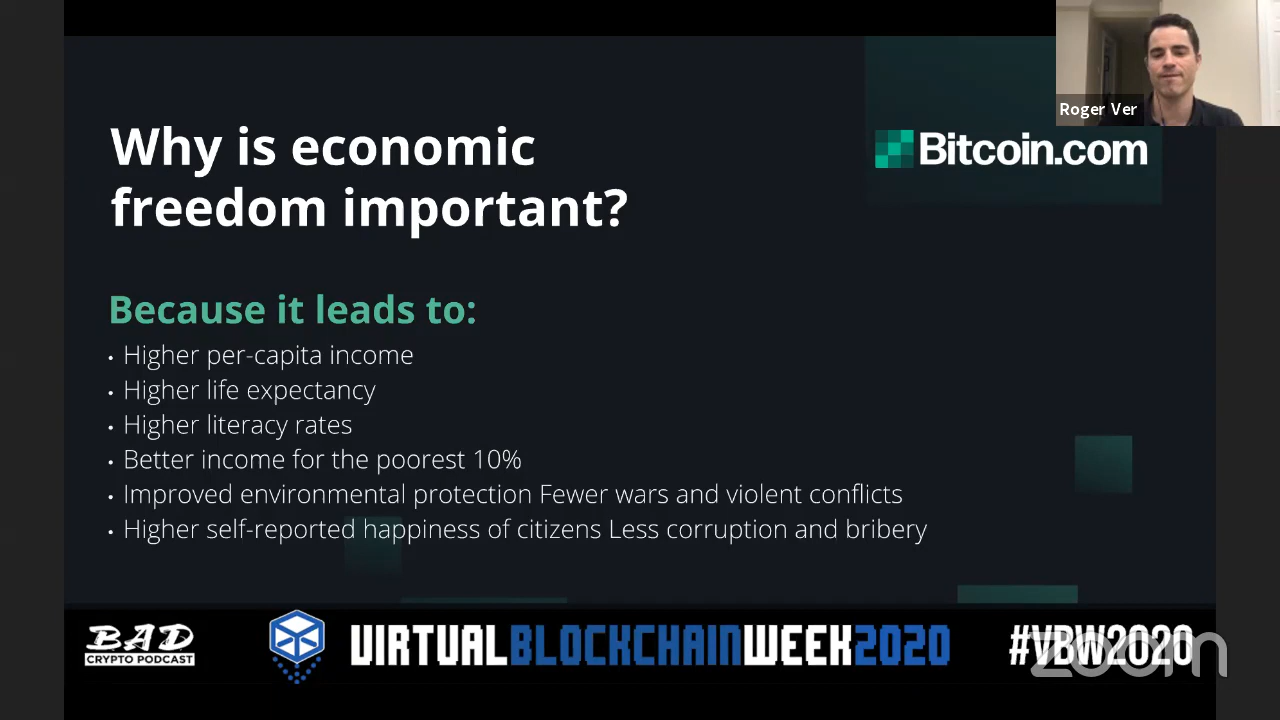 Roger Ver
Bitcoin.com
Why is economic
freedom important?
Because it leads to:
• Higher per-capita income
• Higher life expectancy
• Higher literacy rates
• Better income for the poorest 10%
• Improved environmental protection Fewer wars and violent conflicts
• Higher self-reported happiness of citizens Less corruption and bribery
BAD
CRYPTO PODCAST
VIRTUALBLOCKCHAINWEEK2020
#VBW2020
zoom